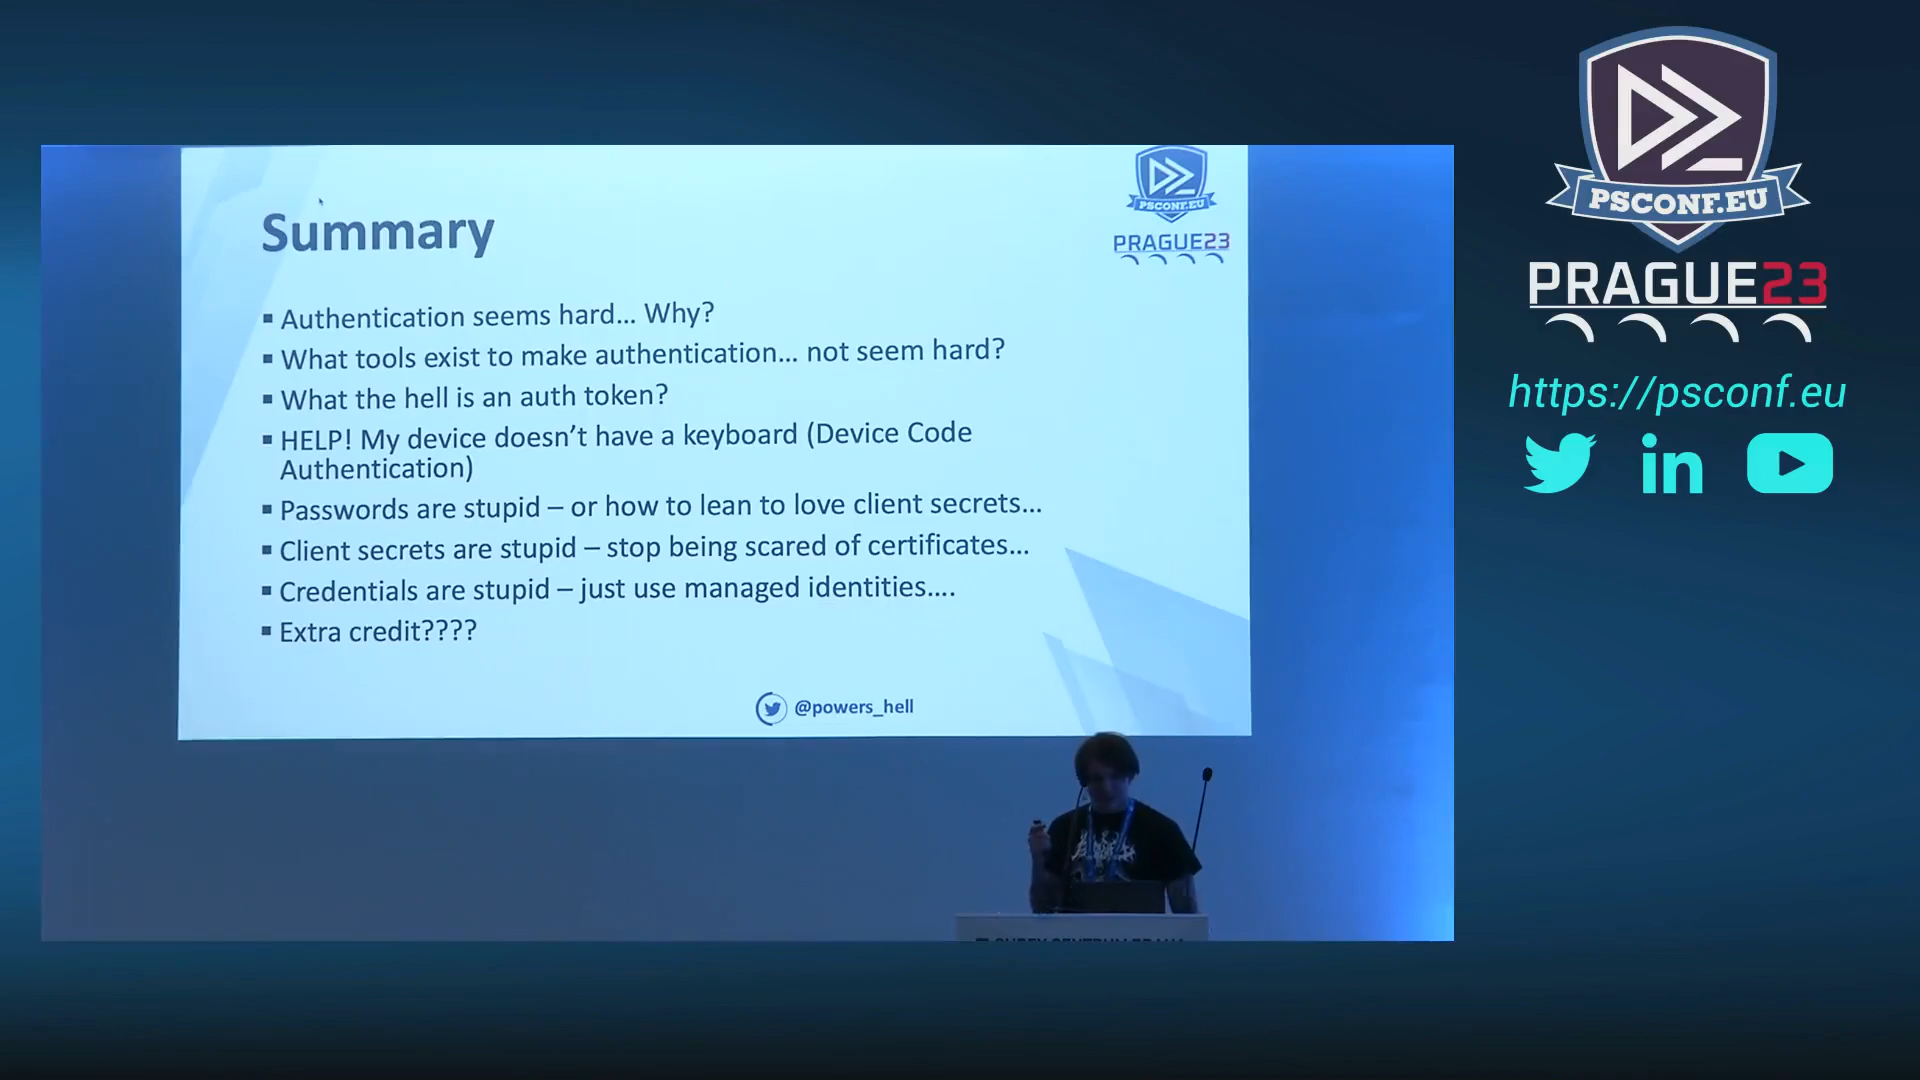 Summary
PSCONF.EU
PRAGUE23
▪ Authentication seems hard... Why?
▪ What tools exist to make authentication... not seem hard?
▪ What the hell is an auth token?
▪ HELP! My device doesn't have a keyboard (Device Code
Authentication)
▪ Passwords are stupid – or how to lean to love client secrets...
▪ Client secrets are stupid – stop being scared of certificates...
▪ Credentials are stupid – just use managed identities....
▪ Extra credit????
@powers_hell
PSCONF.EU
PRAGUE23
https://psconf.eu
in